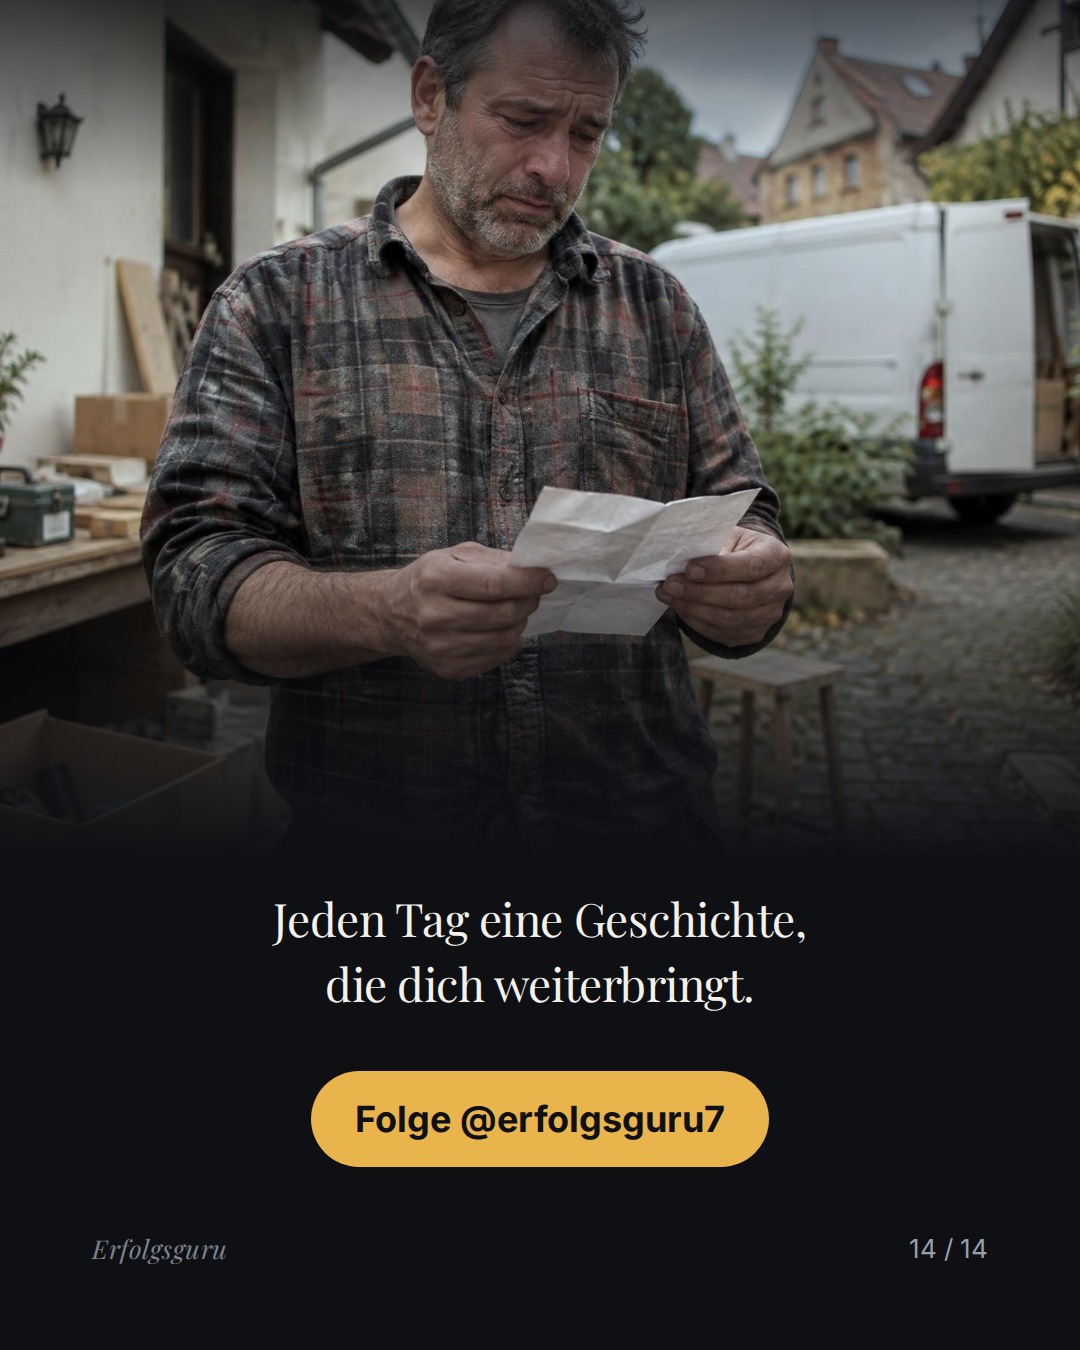 Jeden Tag eine Geschichte,
die dich weiterbringt.
Folge @erfolgsguru7
Erfolgsguru
14 / 14